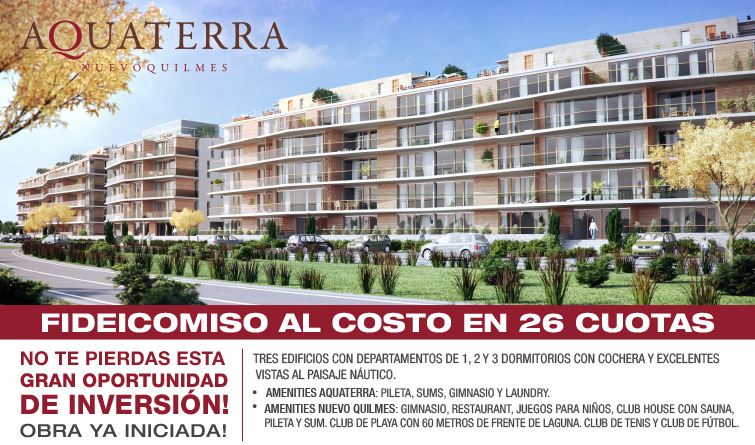 AQUATERRA
NUEVOQUILMES
FIDEICOMISO AL COSTO EN 26 CUOTAS
NO TE PIERDAS ESTA
GRAN OPORTUNIDAD
DE INVERSIÓN!
OBRA YA INICIADA!
TRES EDIFICIOS CON DEPARTAMENTOS DE 1, 2 Y 3 DORMITORIOS CON COCHERA Y EXCELENTES
VISTAS AL PAISAJE NÁUTICO.
• AMENITIES AQUATERRA: PILETA, SUMS, GIMNASIO Y LAUNDRY.
• AMENITIES NUEVO QUILMES: GIMNASIO, RESTAURANT, JUEGOS PARA NIÑOS, CLUB HOUSE CON SAUNA,
PILETA Y SUM. CLUB DE PLAYA CON 60 METROS DE FRENTE DE LAGUNA. CLUB DE TENIS Y CLUB DE FÚTBOL.